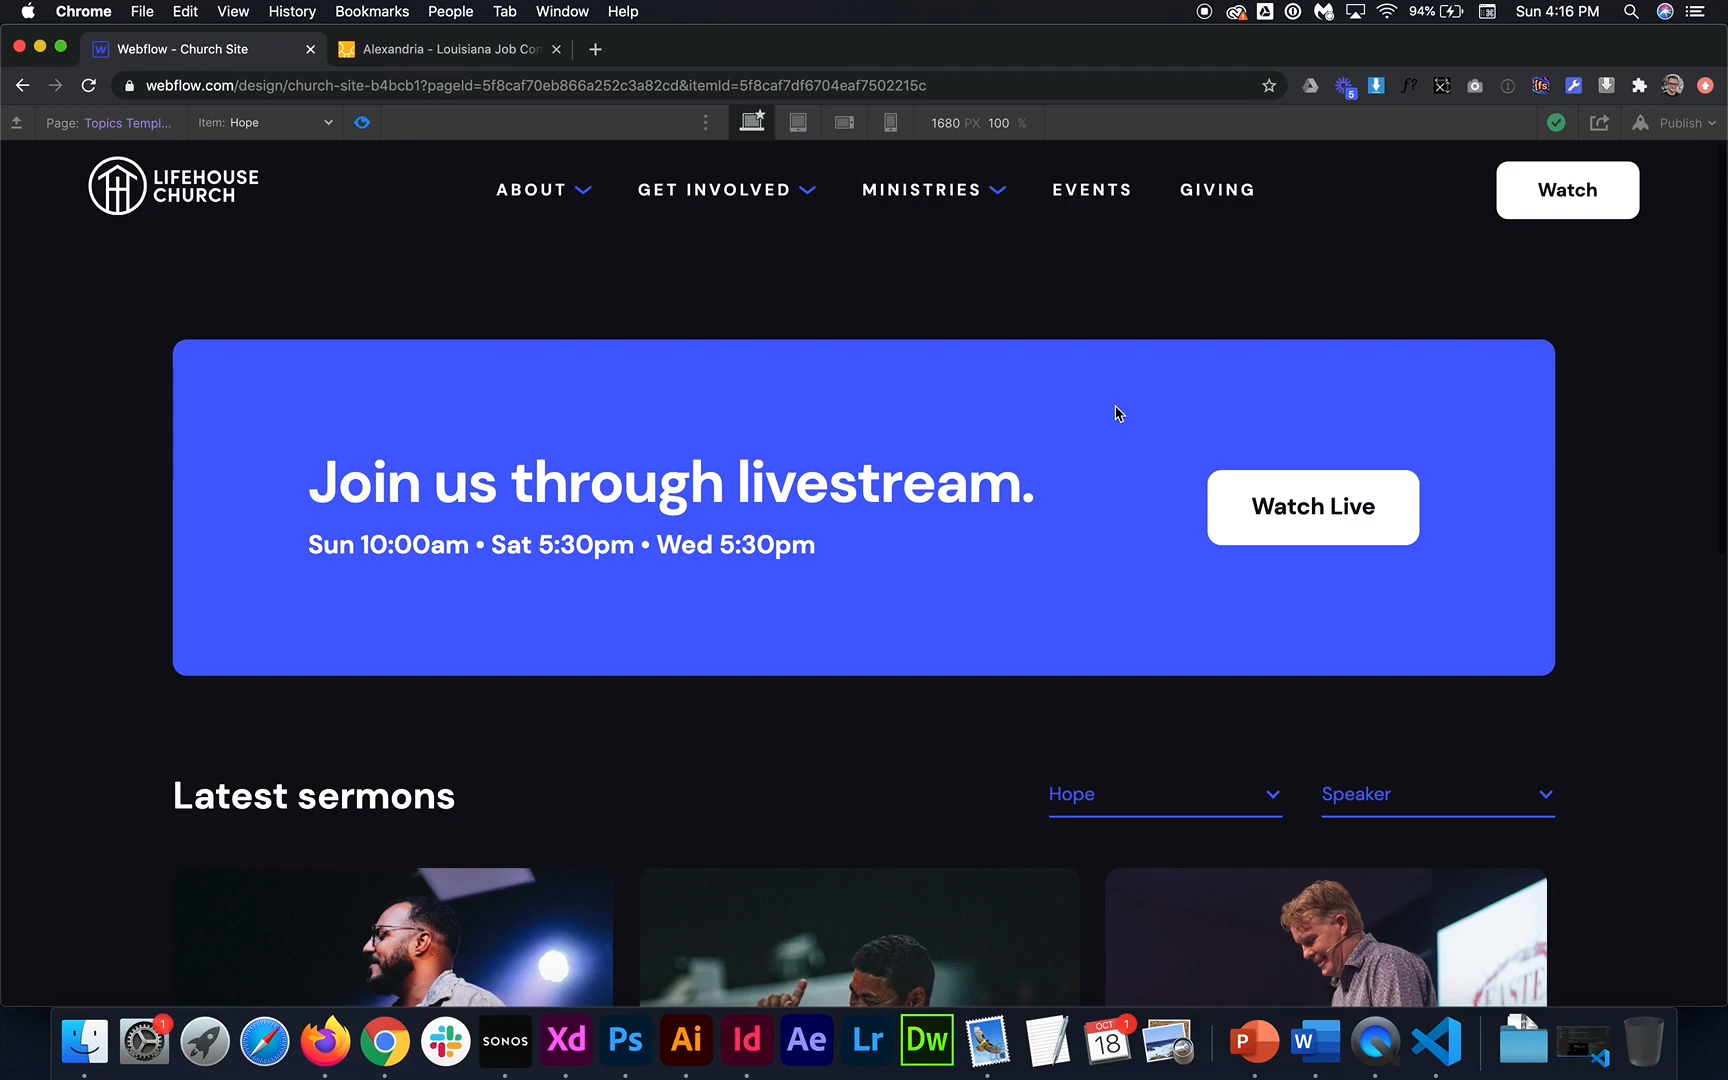 Chrome File Edit View History Bookmarks People Tab Window Help 94% Sun 4:16 PM
Webflow - Church Site Alexandria - Louisiana Job Con
webflow.com/design/church-site-b4bcb1?pageId=5f8caf70eb866a252c3a82cd&itemId=5f8caf7df6704eaf7502215c f? fs 5
Page: Topics Templ... Item: Hope 1680 PX 100 % Publish
LIFEHOUSE
CHURCH
ABOUT GET INVOLVED MINISTRIES EVENTS GIVING Watch
Join us through livestream.
Sun 10:00am • Sat 5:30pm • Wed 5:30pm
Watch Live
Latest sermons Hope Speaker
1 SONOS Xd Ps Ai Id Ae Lr Dw OCT 18 1 P W